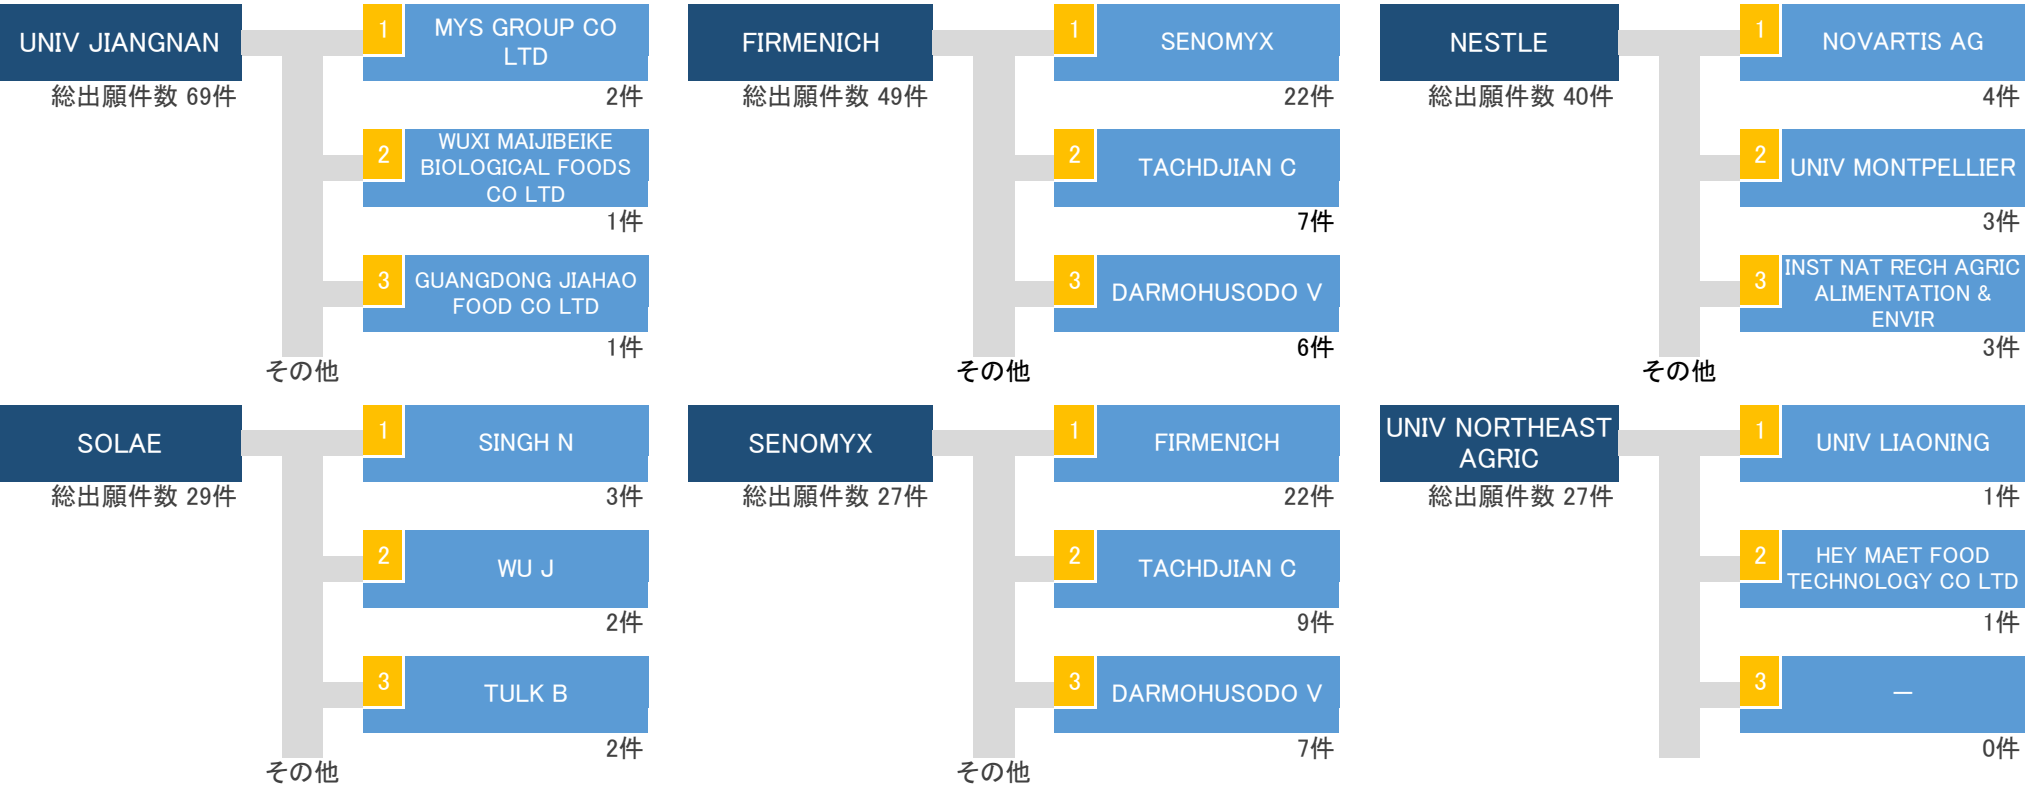 UNIV JIANGNAN
総出願件数 69件
1
MYS GROUP CO
LTD
2件
2
WUXI MAIJIBEIKE
BIOLOGICAL FOODS
CO LTD
1件
3
GUANGDONG JIAHAO
FOOD CO LTD
1件
その他
FIRMENICH
総出願件数 49件
1
SENOMYX
22件
2
TACHDJIAN C
7件
3
DARMOHUSODO V
6件
その他
NESTLE
総出願件数 40件
1
NOVARTIS AG
4件
2
UNIV MONTPELLIER
3件
3
INST NAT RECH AGRIC
ALIMENTATION &
ENVIR
3件
その他
SOLAE
総出願件数 29件
1
SINGH N
3件
2
WU J
2件
3
TULK B
2件
その他
SENOMYX
総出願件数 27件
1
FIRMENICH
22件
2
TACHDJIAN C
9件
3
DARMOHUSODO V
7件
その他
UNIV NORTHEAST
AGRIC
総出願件数 27件
1
UNIV LIAONING
1件
2
HEY MAET FOOD
TECHNOLOGY CO LTD
1件
3
－
0件